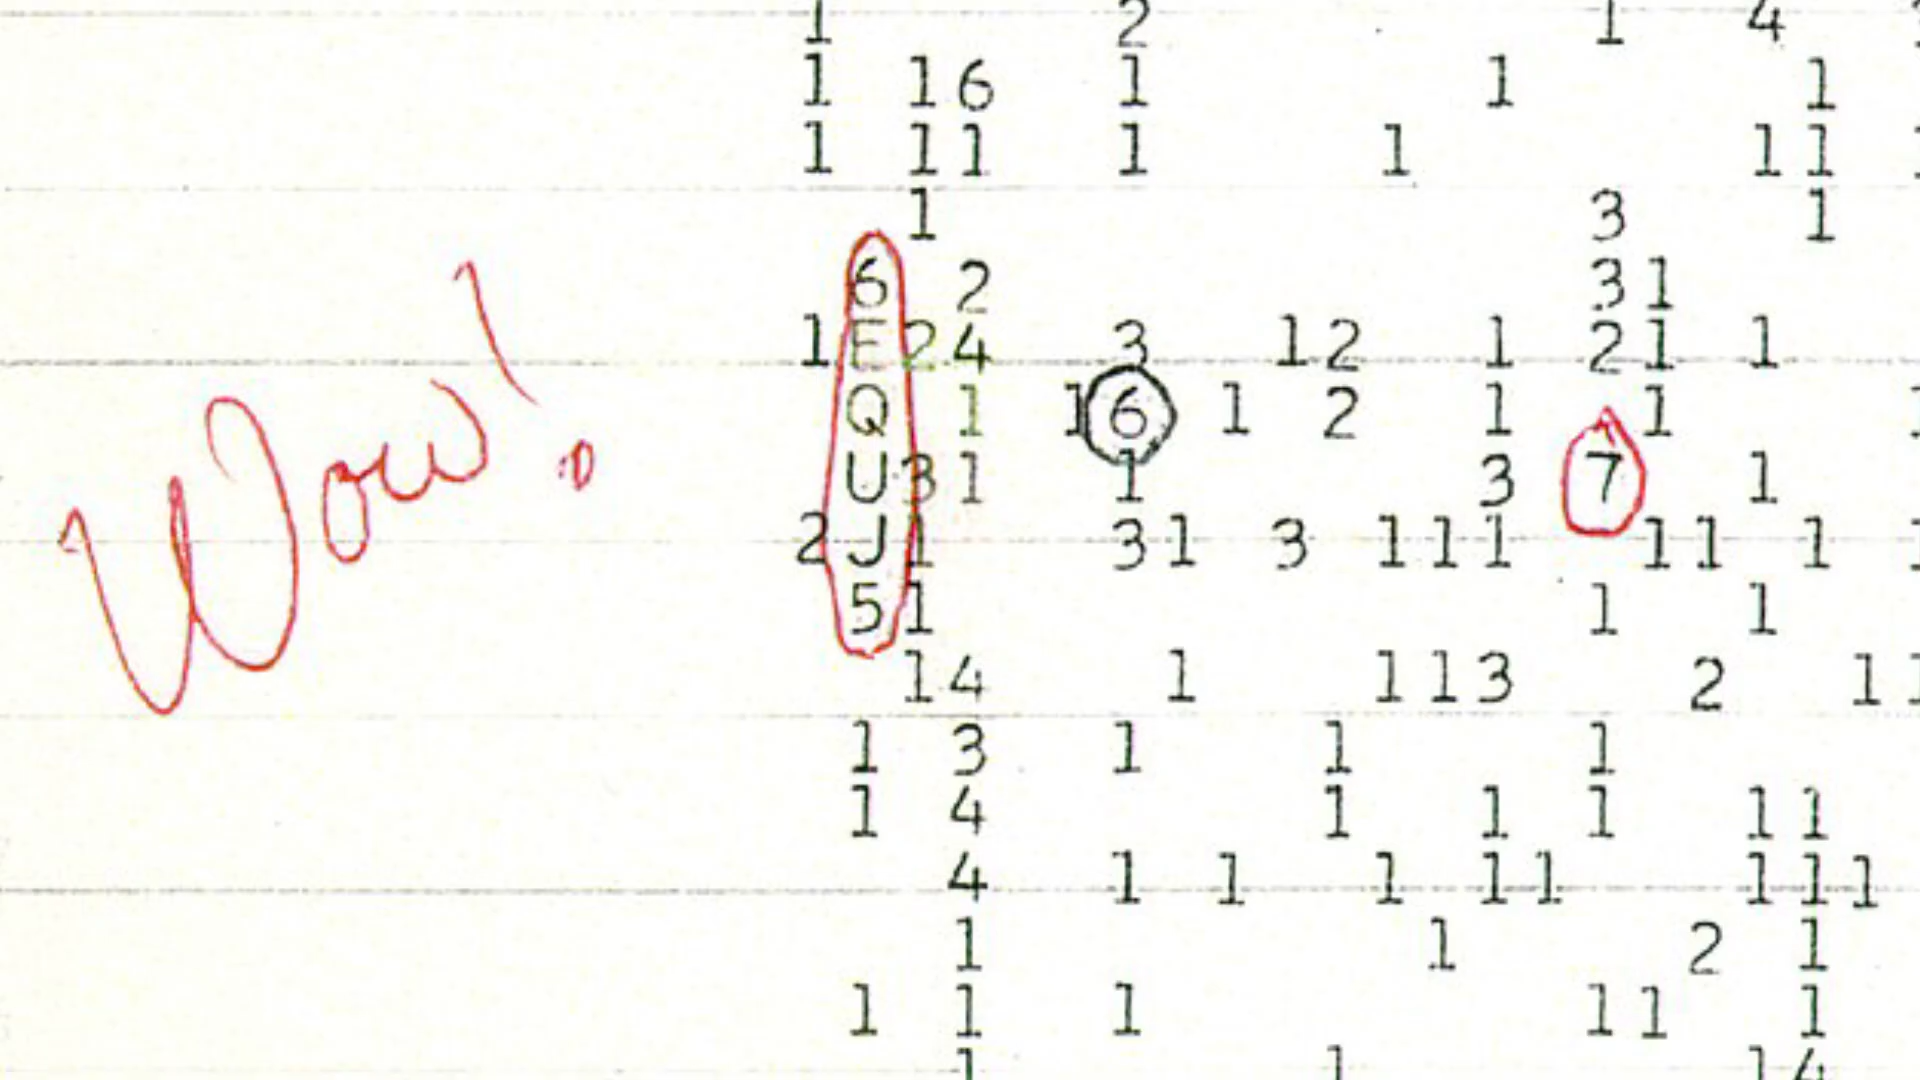 1 2 1 4
1 16 1 1 1
1 11 1 1 11
1 3 1
6 2 31
1E24 3 12 1 21 1
Wow!
Q 1 16 1 2 1 1
U31 1 3 7 1
2J1 31 3 111 11 1
51 1 1
14 1 113 2 11
1 3 1 1 1
1 4 1 1 1 11
4 1 1 1 11 111
1 1 2 1
1 1 1 11 1
1 1 14